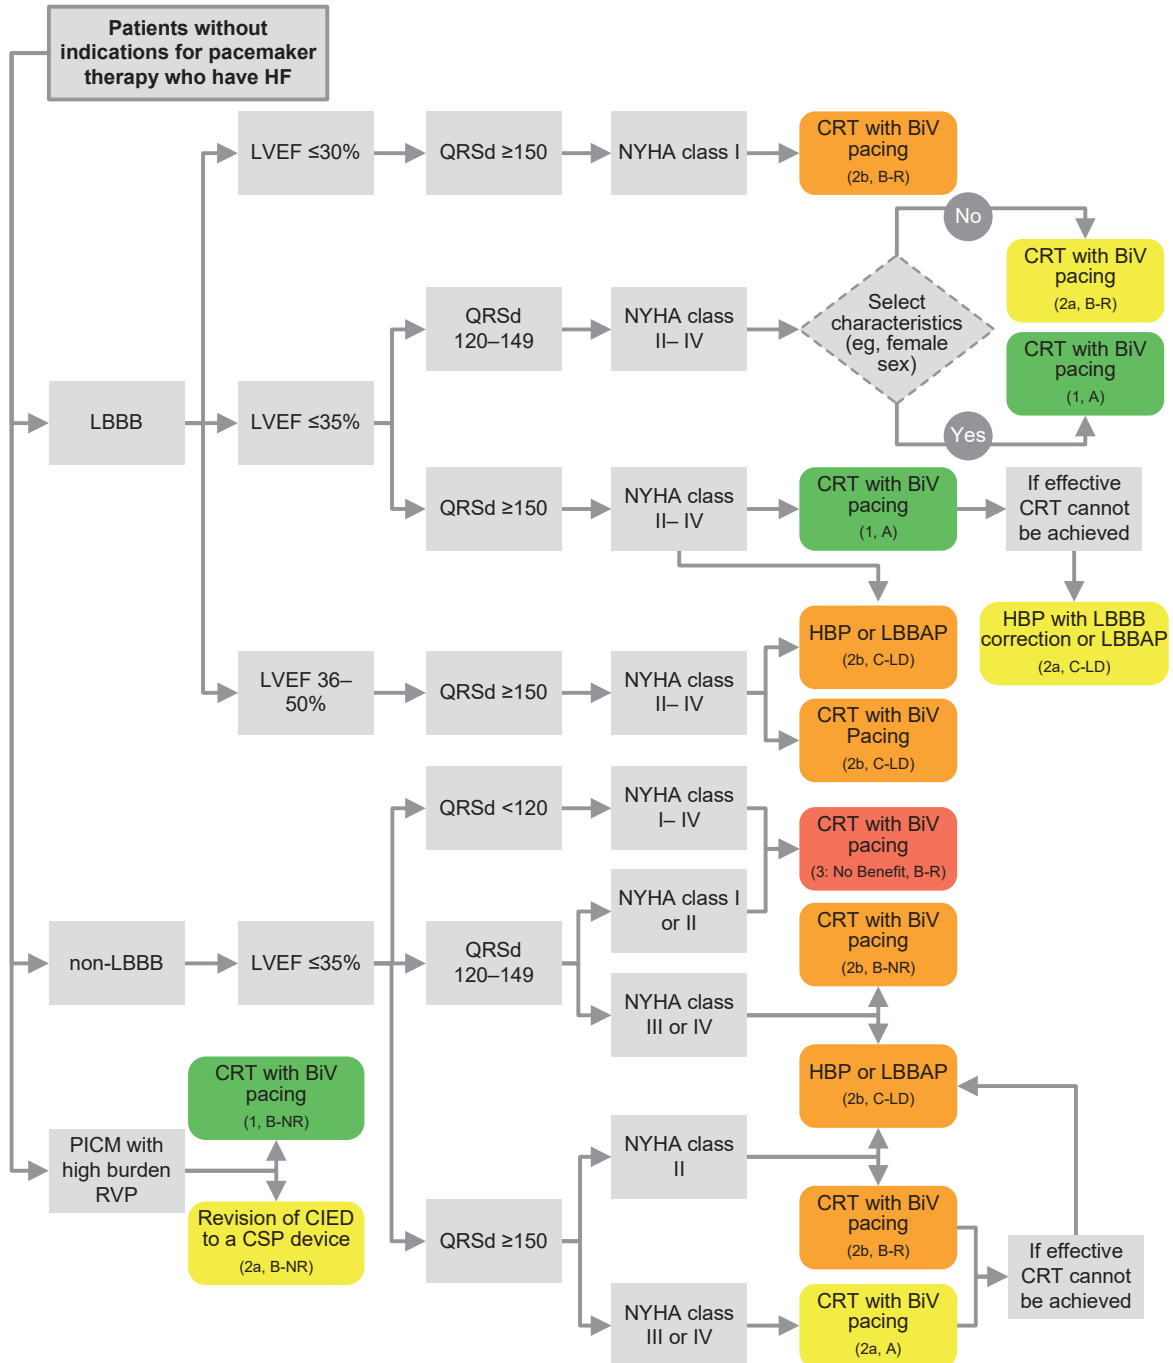 Patients without
indications for pacemaker
therapy who have HF
LVEF ≤30%
QRSd ≥150
NYHA class I
CRT with BiV
pacing
(2b, B-R)
No
CRT with BiV
pacing
(2a, B-R)
QRSd
120–149
NYHA class
II– IV
Select
characteristics
(eg, female
sex)
CRT with BiV
pacing
(1, A)
Yes
LBBB
LVEF ≤35%
QRSd ≥150
NYHA class
II– IV
CRT with BiV
pacing
(1, A)
If effective
CRT cannot
be achieved
HBP with LBBB
correction or LBBAP
(2a, C-LD)
HBP or LBBAP
(2b, C-LD)
LVEF 36–
50%
QRSd ≥150
NYHA class
II– IV
CRT with BiV
Pacing
(2b, C-LD)
QRSd <120
NYHA class
I– IV
CRT with BiV
pacing
(3: No Benefit, B-R)
NYHA class I
or II
non-LBBB
LVEF ≤35%
QRSd
120–149
CRT with BiV
pacing
(2b, B-NR)
NYHA class
III or IV
HBP or LBBAP
(2b, C-LD)
CRT with BiV
pacing
(1, B-NR)
PICM with
high burden
RVP
Revision of CIED
to a CSP device
(2a, B-NR)
NYHA class
II
QRSd ≥150
CRT with BiV
pacing
(2b, B-R)
If effective
CRT cannot
be achieved
NYHA class
III or IV
CRT with BiV
pacing
(2a, A)